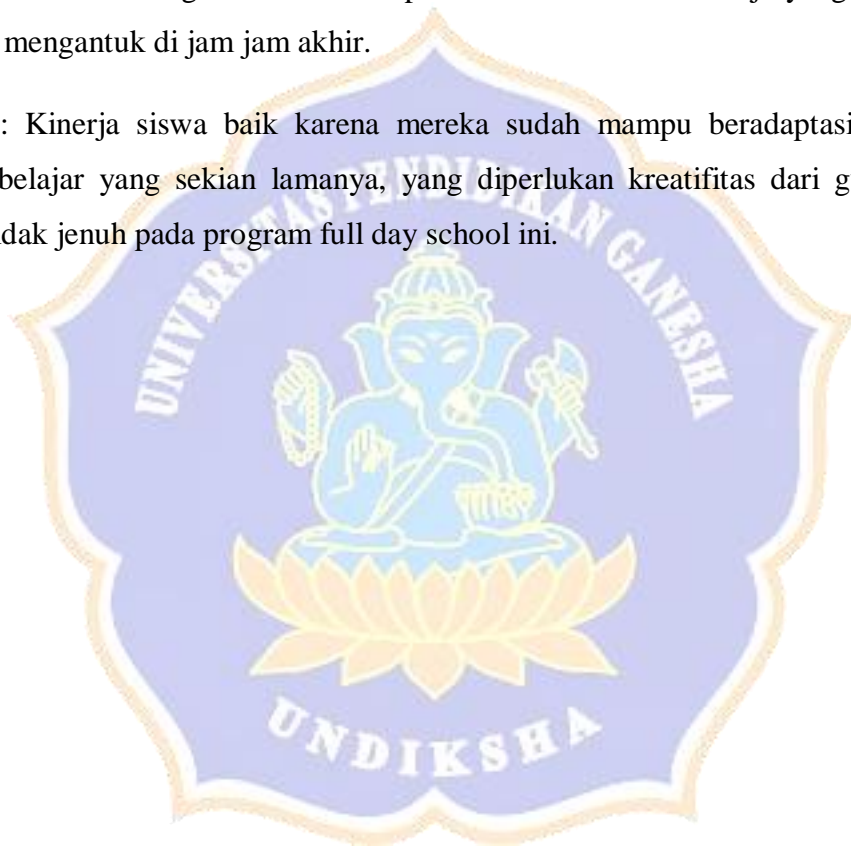 mengantuk di jam jam akhir.
: Kinerja siswa baik karena mereka sudah mampu beradaptasi
belajar yang sekian lamanya, yang diperlukan kreatifitas dari g
dak jenuh pada program full day school ini.
UNIVERSITAS PENDIDIKAN GANESHA
UNDIKSHA